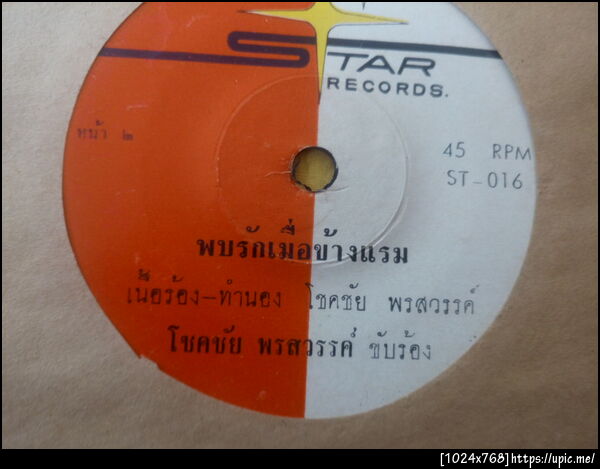 STAR
RECORDS.
หน้า ๒
45 RPM
ST-016
พบรักเมื่อข้างแรม
เนื้อร้อง-ทำนอง โชคชัย พรสวรรค์
โชคชัย พรสวรรค์ ขับร้อง
[1024x768]https://upic.me/